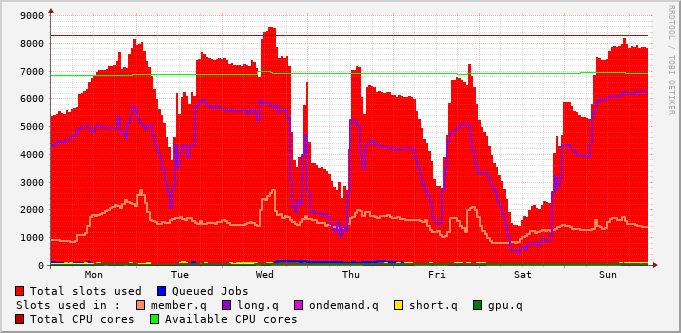 9000
8000
7000
6000
5000
4000
3000
2000
1000
0
Mon Tue Wed Thu Fri Sat Sun
RRDTOOL / TOBI OETIKER
Total slots used Queued Jobs
Slots used in : member.q long.q ondemand.q short.q gpu.q
Total CPU cores Available CPU cores